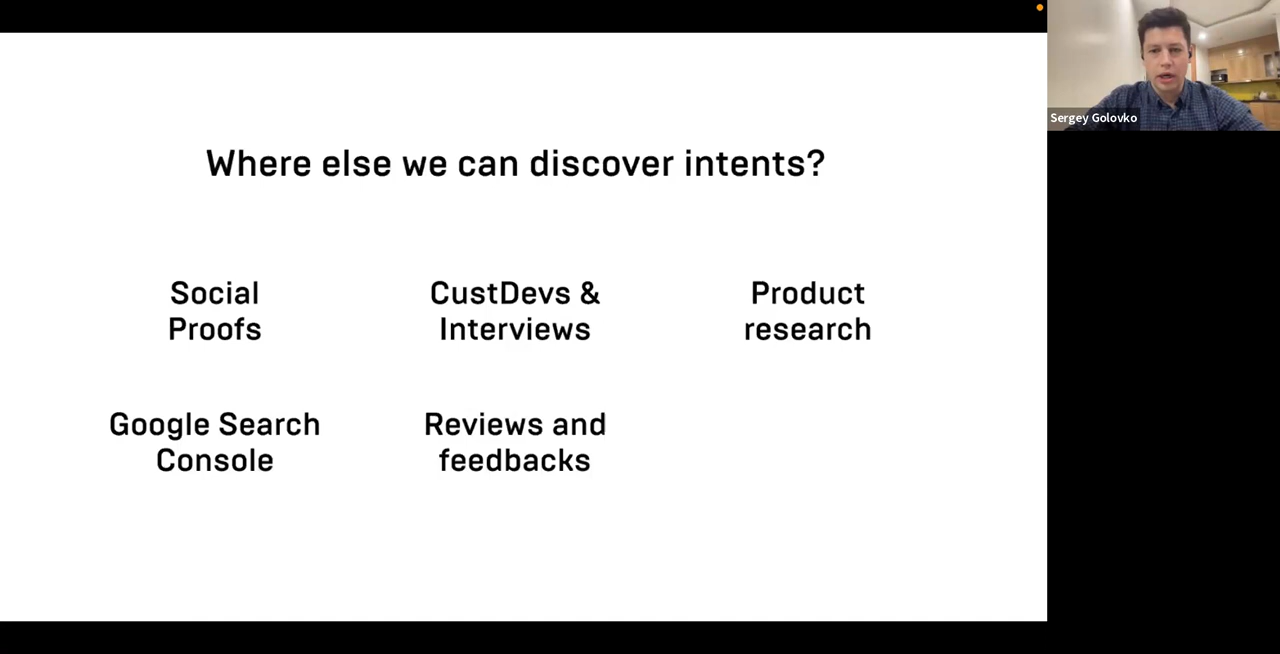 Where else we can discover intents?
Social
Proofs
CustDevs &
Interviews
Product
research
Google Search
Console
Reviews and
feedbacks
Sergey Golovko